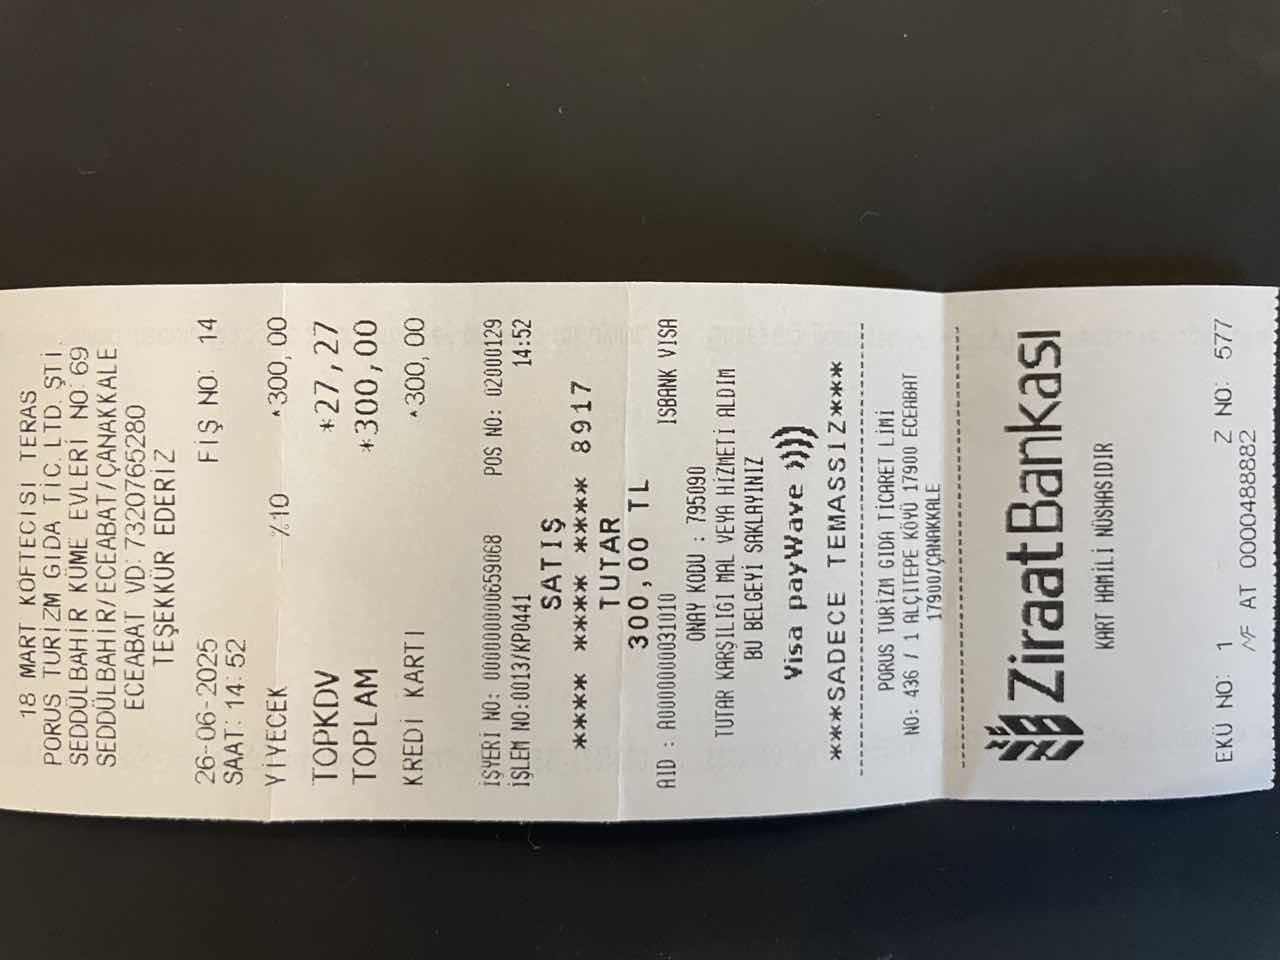 18 MART KÖFTECİSİ TERAS
PORUS TURİZM GIDA TİC. LTD. ŞTİ.
SEDDÜLBAHİR KÜME EVLERİ NO: 69
SEDDÜLBAHİR/ECEABAT/ÇANAKKALE
ECEABAT VD: 7320765280
TEŞEKKÜR EDERİZ
26-06-2025 FİŞ NO: 14
SAAT: 14:52
YİYECEK %10 *300,00
TOPKDV *27,27
TOPLAM *300,00
KREDİ KARTI *300,00
İŞYERİ NO: 000000000659068 POS NO: 02000129
İŞLEM NO:0013/KP0441 14:52
SATIŞ
**** **** **** 8917
TUTAR
300,00 TL
AID : A0000000031010 ISBANK VISA
ONAY KODU : 795090
TUTAR KARŞILIĞI MAL VEYA HİZMETİ ALDIM
BU BELGEYİ SAKLAYINIZ
Visa payWave
***SADECE TEMASSIZ***
PORUS TURİZM GIDA TİCARET LİMİ
NO: 436 / 1 ALÇITEPE KÖYÜ 17900 ECEABAT
17900/ÇANAKKALE
Ziraat Bankası
KART HAMİLİ NÜSHASIDIR
EKÜ NO: 1 Z NO: 577
MF AT 0000488882